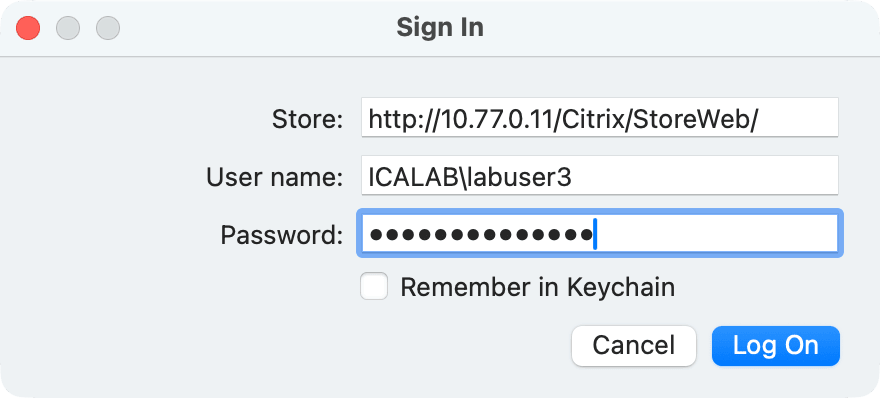 Sign In
Store: http://10.77.0.11/Citrix/StoreWeb/
User name: ICALAB\labuser3
Password: ••••••••••••••
Remember in Keychain
Cancel Log On